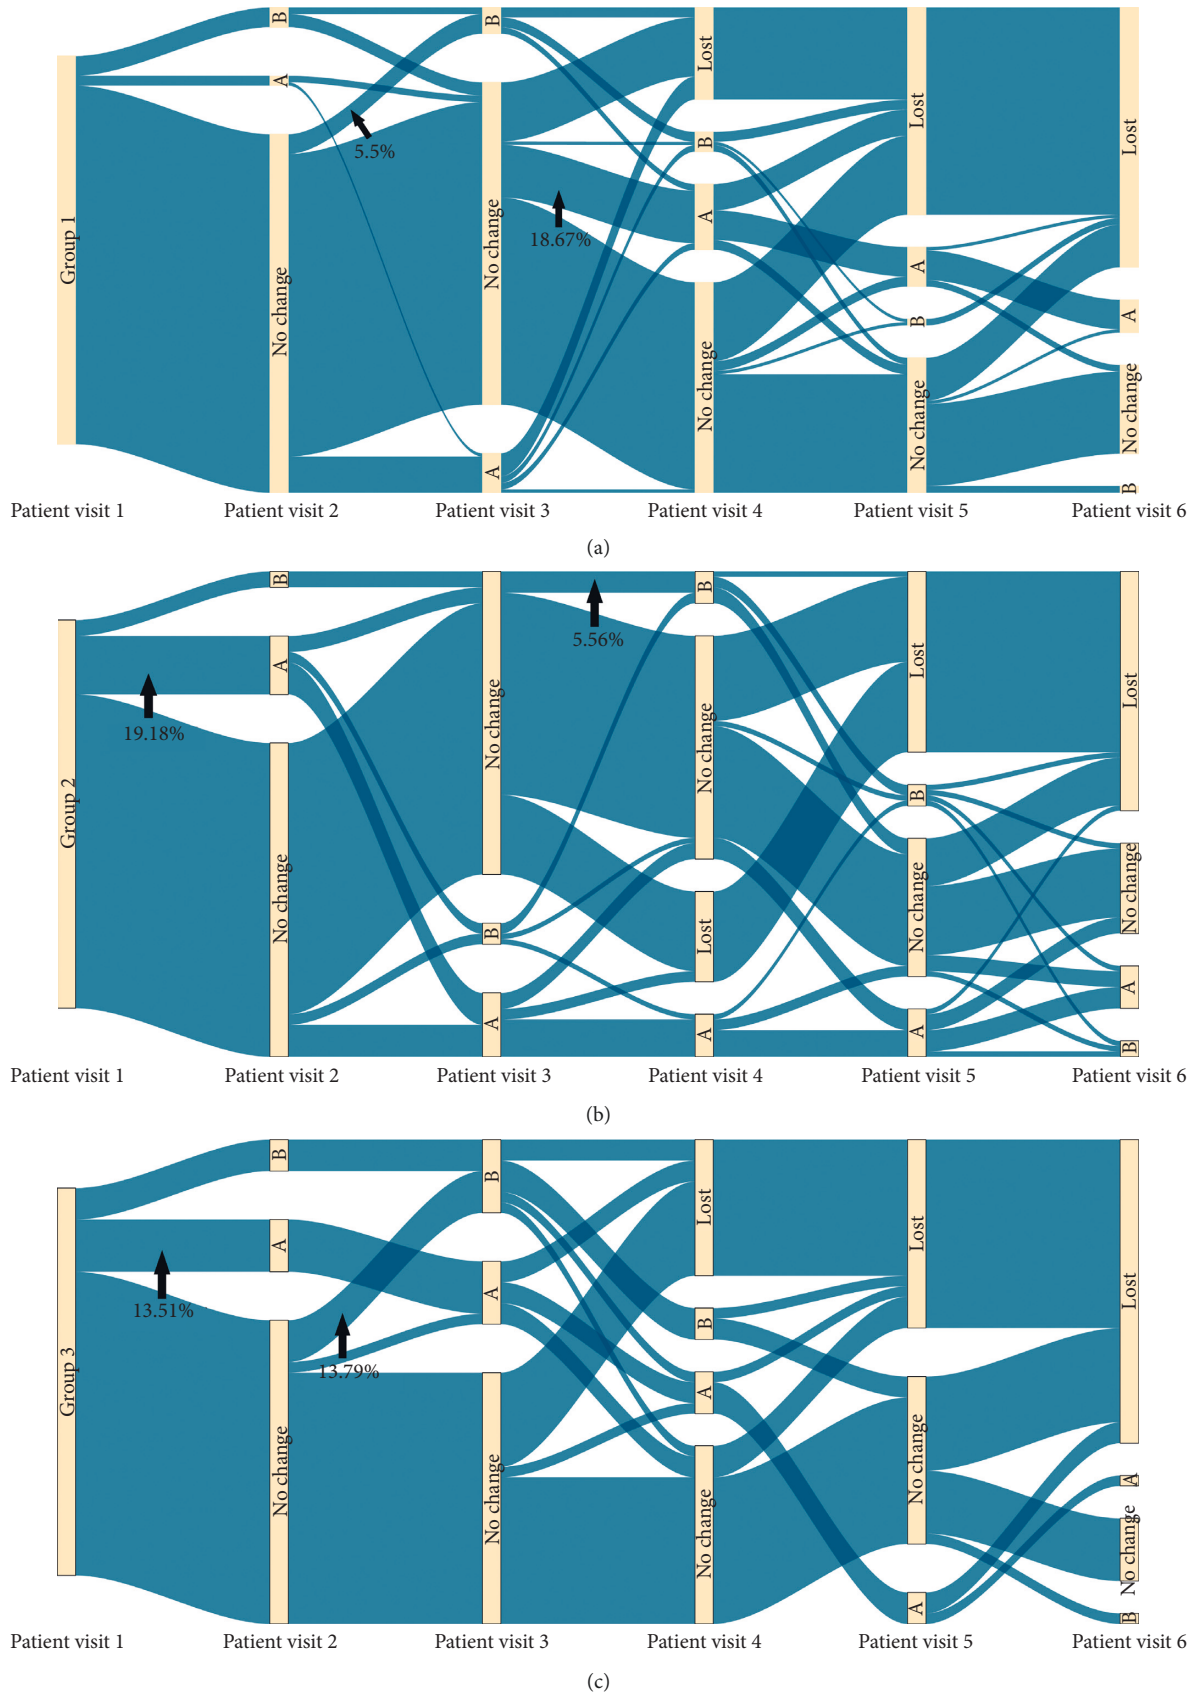 Group 1
B
A
No change
B
No change
A
Lost
B
A
No change
Lost
A
B
No change
Lost
A
No change
B
5.5%
18.67%
Patient visit 1 Patient visit 2 Patient visit 3 Patient visit 4 Patient visit 5 Patient visit 6
(a)
Group 2
B
A
No change
No change
B
A
B
No change
Lost
A
Lost
B
No change
A
Lost
No change
A
B
19.18%
5.56%
Patient visit 1 Patient visit 2 Patient visit 3 Patient visit 4 Patient visit 5 Patient visit 6
(b)
Group 3
B
A
No change
B
A
No change
Lost
B
A
No change
Lost
No change
A
Lost
A
No change
B
13.51%
13.79%
Patient visit 1 Patient visit 2 Patient visit 3 Patient visit 4 Patient visit 5 Patient visit 6
(c)